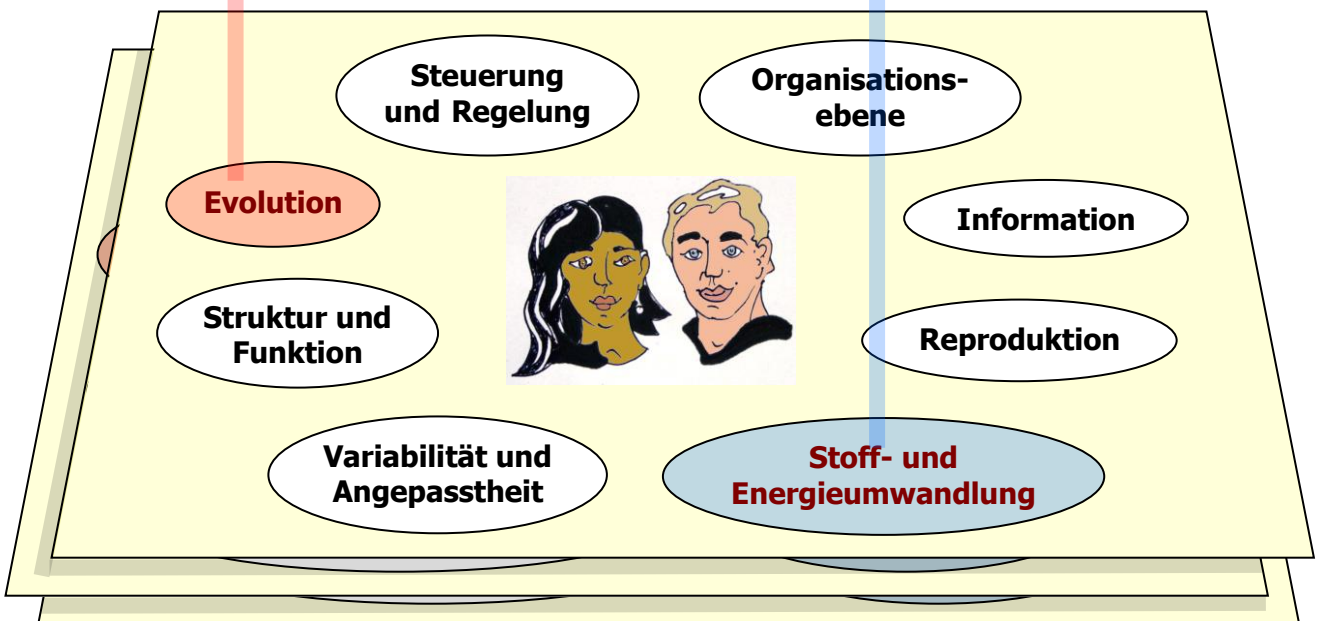 Steuerung
und Regelung
Organisations-
ebene
Evolution
Information
Struktur und
Funktion
Reproduktion
Variabilität und
Angepasstheit
Stoff- und
Energieumwandlung